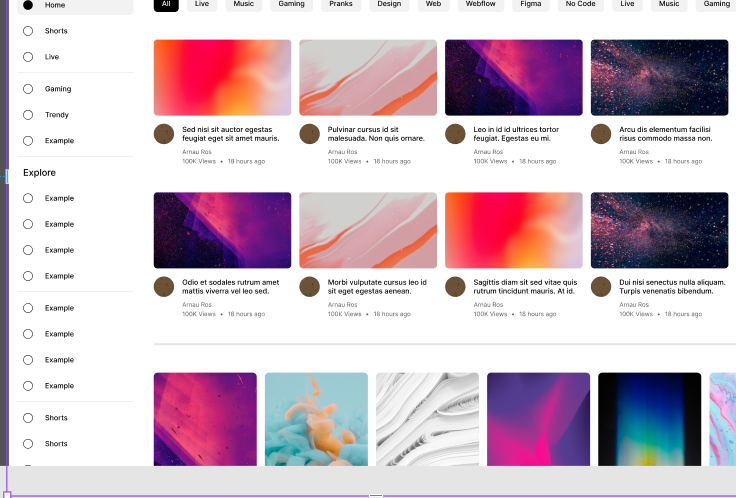 Home
Shorts
Live
Gaming
Trendy
Example
Explore
Example
Example
Example
Example
Example
Example
Example
Example
Shorts
Shorts
All Live Music Gaming Pranks Design Web Webflow Figma No Code Live Music Gaming
Sed nisi sit auctor egestas
feugiat eget sit amet mauris.
Arnau Ros
100K Views • 18 hours ago
Pulvinar cursus id sit
malesuada. Non quis ornare.
Arnau Ros
100K Views • 18 hours ago
Leo in id id ultrices tortor
feugiat. Egestas eu mi.
Arnau Ros
100K Views • 18 hours ago
Arcu dis elementum facilisi
risus commodo massa non.
Arnau Ros
100K Views • 18 hours ago
Odio et sodales rutrum amet
mattis viverra vel leo sed.
Arnau Ros
100K Views • 18 hours ago
Morbi vulputate cursus leo id
sit eget egestas aenean.
Arnau Ros
100K Views • 18 hours ago
Sagittis diam sit sed vitae quis
rutrum tincidunt mauris. At id.
Arnau Ros
100K Views • 18 hours ago
Dui nisi senectus nulla aliquam.
Turpis venenatis bibendum.
Arnau Ros
100K Views • 18 hours ago